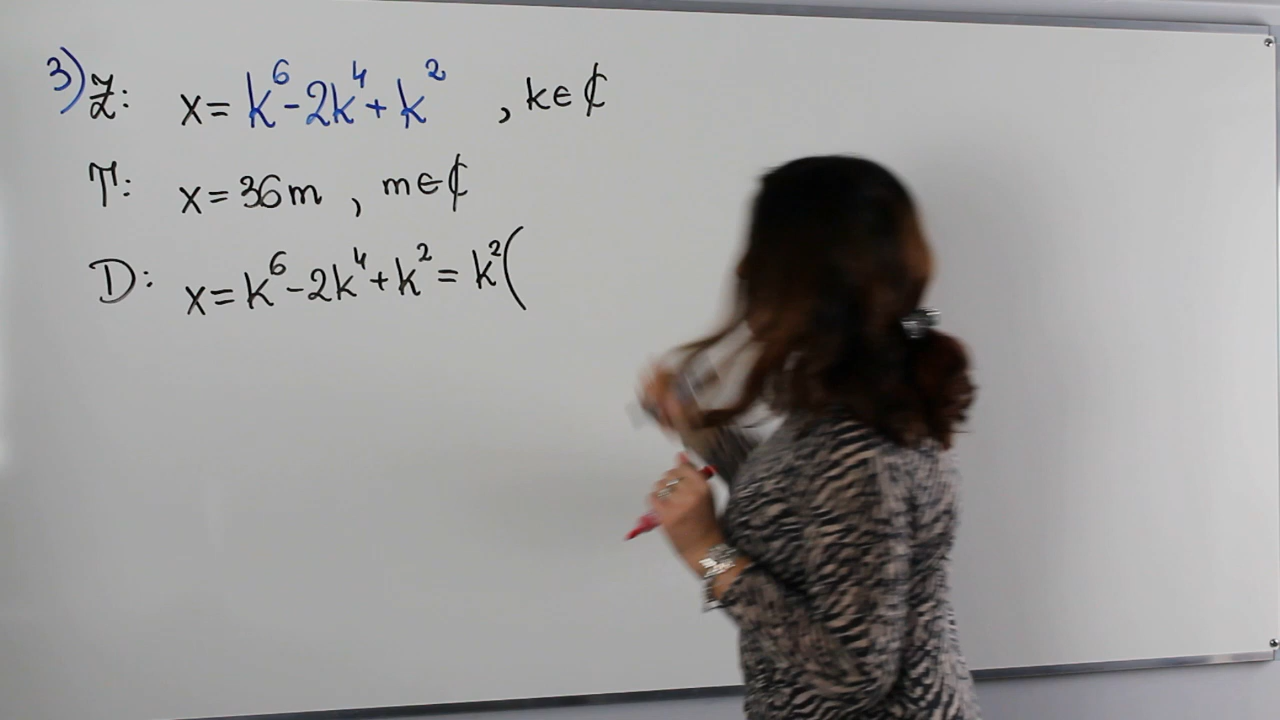 3) Z: x = k⁶ - 2k⁴ + k² , k ∈ ₵
T: x = 36m , m ∈ ₵
D: x = k⁶ - 2k⁴ + k² = k²(